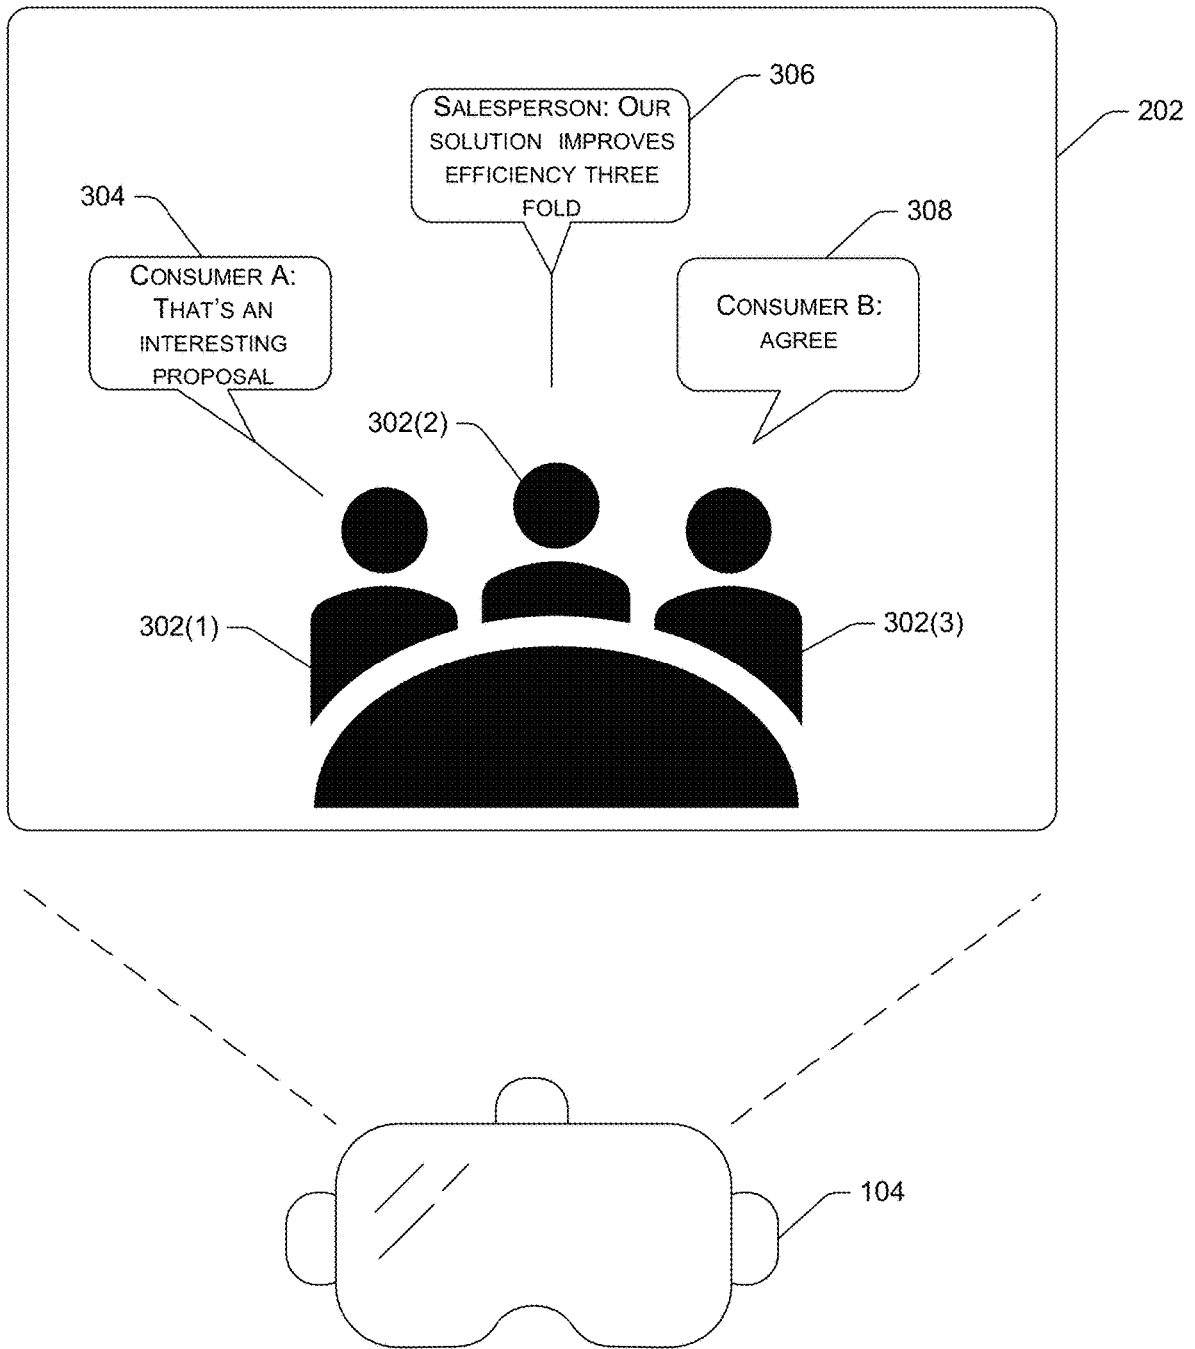 306
SALESPERSON: OUR
SOLUTION IMPROVES
EFFICIENCY THREE
FOLD
202
304
CONSUMER A:
THAT'S AN
INTERESTING
PROPOSAL
308
CONSUMER B:
AGREE
302(2)
302(1)
302(3)
104